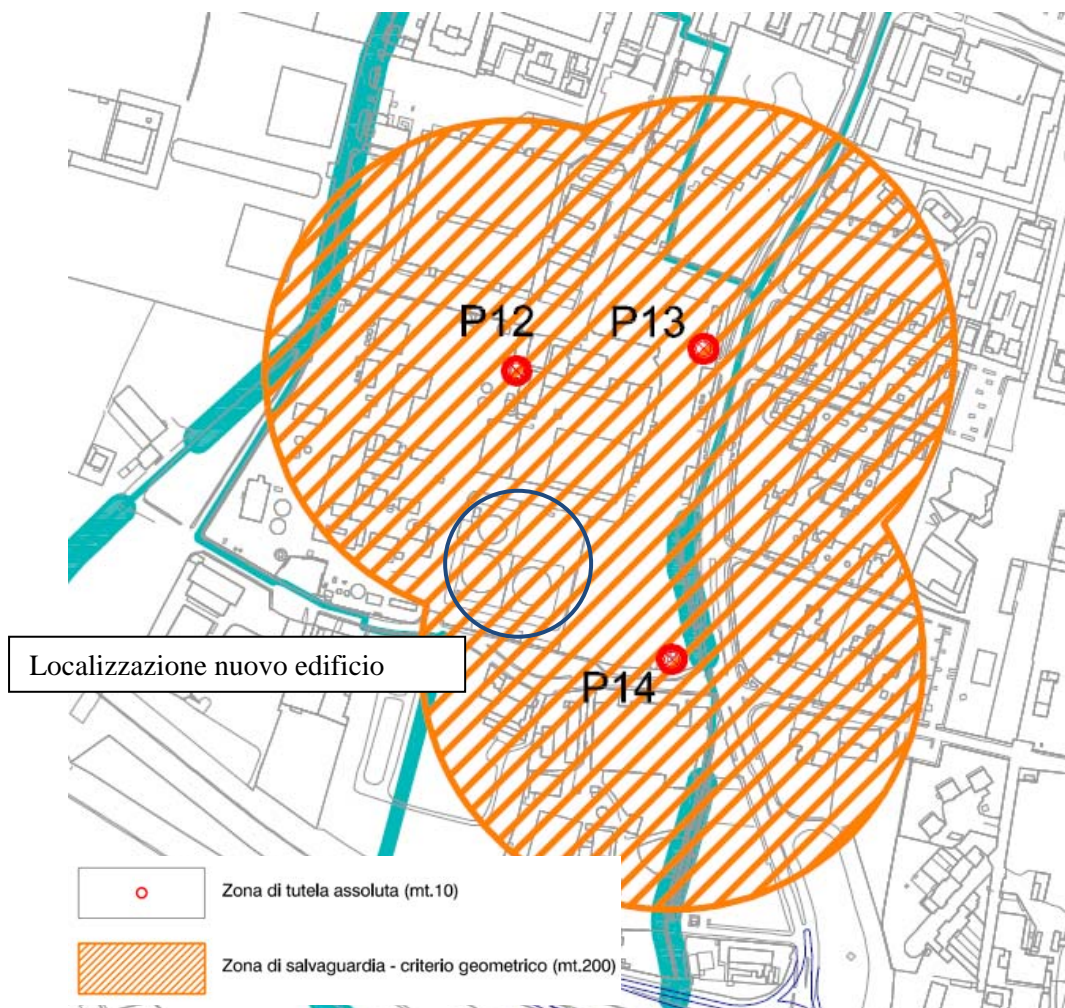 P12
P13
Localizzazione nuovo edificio
P14
Zona di tutela assoluta (mt.10)
Zona di salvaguardia - criterio geometrico (mt.200)